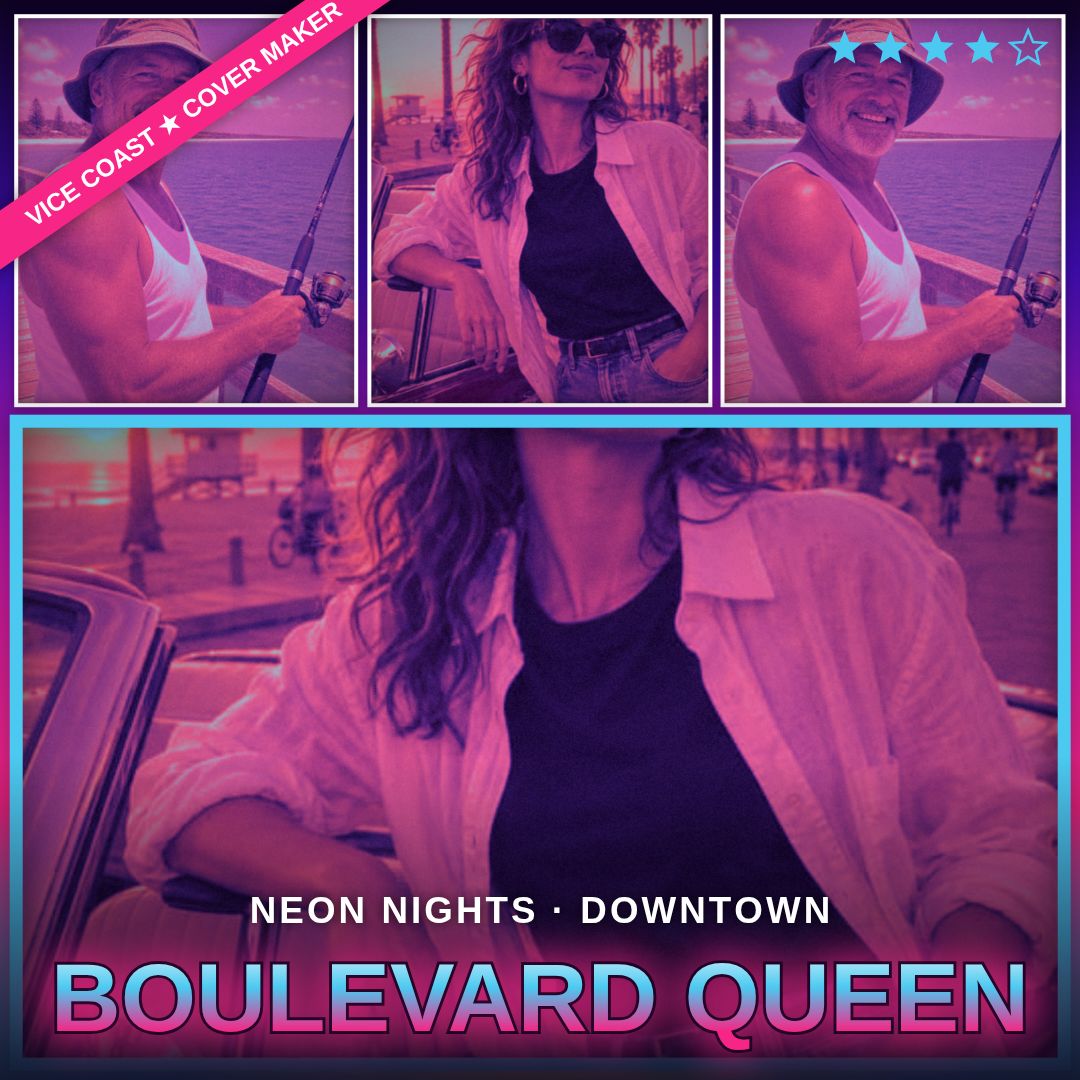 VICE COAST ★ COVER MAKER
★★★★☆
NEON NIGHTS · DOWNTOWN
BOULEVARD QUEEN